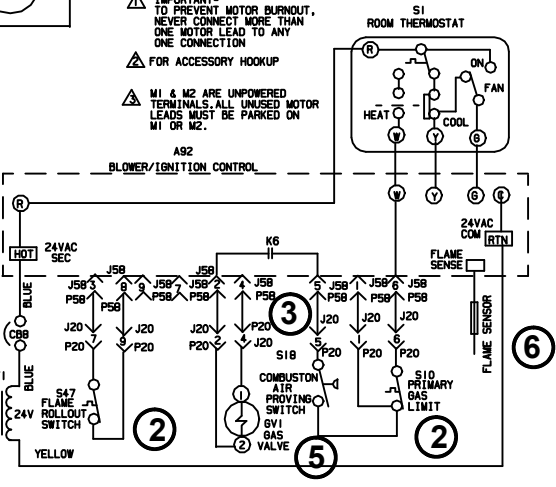 1 IMPORTANT-
TO PREVENT MOTOR BURNOUT,
NEVER CONNECT MORE THAN
ONE MOTOR LEAD TO ANY
ONE CONNECTION
2 FOR ACCESSORY HOOKUP
3 M1 & M2 ARE UNPOWERED
TERMINALS.ALL UNUSED MOTOR
LEADS MUST BE PARKED ON
M1 OR M2.
S1
ROOM THERMOSTAT
R
ON
FAN
HEAT
COOL
W
Y
G
A92
BLOWER/IGNITION CONTROL
R
W
Y
G
C
HOT
24VAC
SEC
24VAC
COM
RTN
FLAME
SENSE
K6
J58
3
8
9
J58
7
J58
2
4
J58
5
J58
1
6
J58
P58
P58
P58
P58
P58
P58
P58
J20
J20
J20
J20
J20
P20
7
9
P20
P20
2
4
P20
J20
5
P20
1
6
P20
BLUE
CBB
BLUE
24V
S47
FLAME
ROLLOUT
SWITCH
2
3
S18
COMBUSTON
AIR
PROVING
SWITCH
1
GV1
GAS
VALVE
2
5
S10
PRIMARY
GAS
LIMIT
2
FLAME SENSOR
6
YELLOW